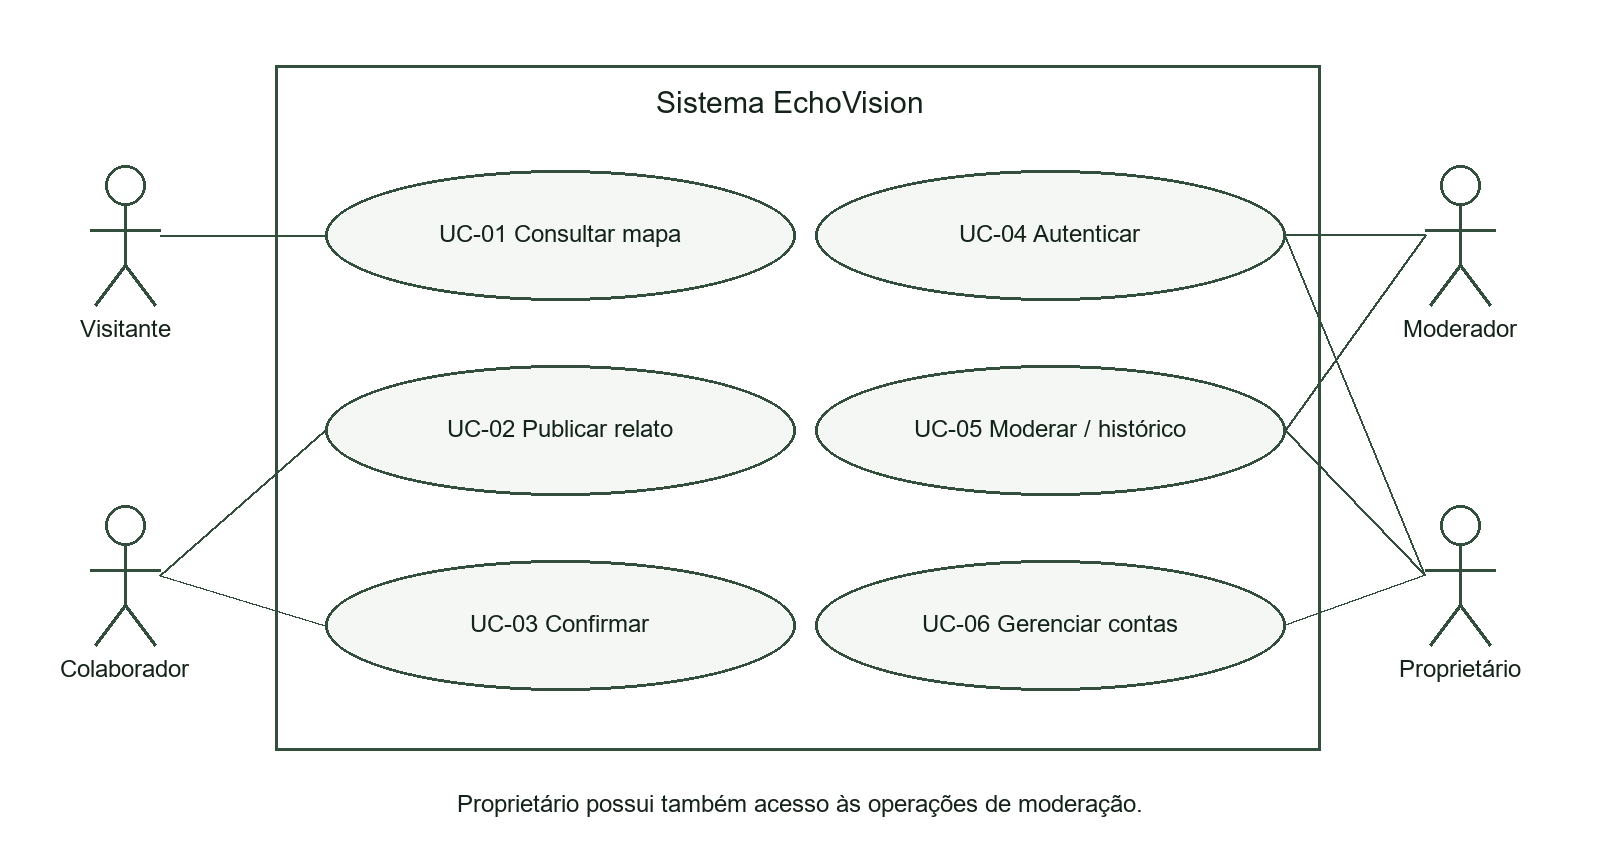 Sistema EchoVision
UC-01 Consultar mapa
UC-04 Autenticar
Visitante
Moderador
UC-02 Publicar relato
UC-05 Moderar / histórico
UC-03 Confirmar
UC-06 Gerenciar contas
Colaborador
Proprietário
Proprietário possui também acesso às operações de moderação.